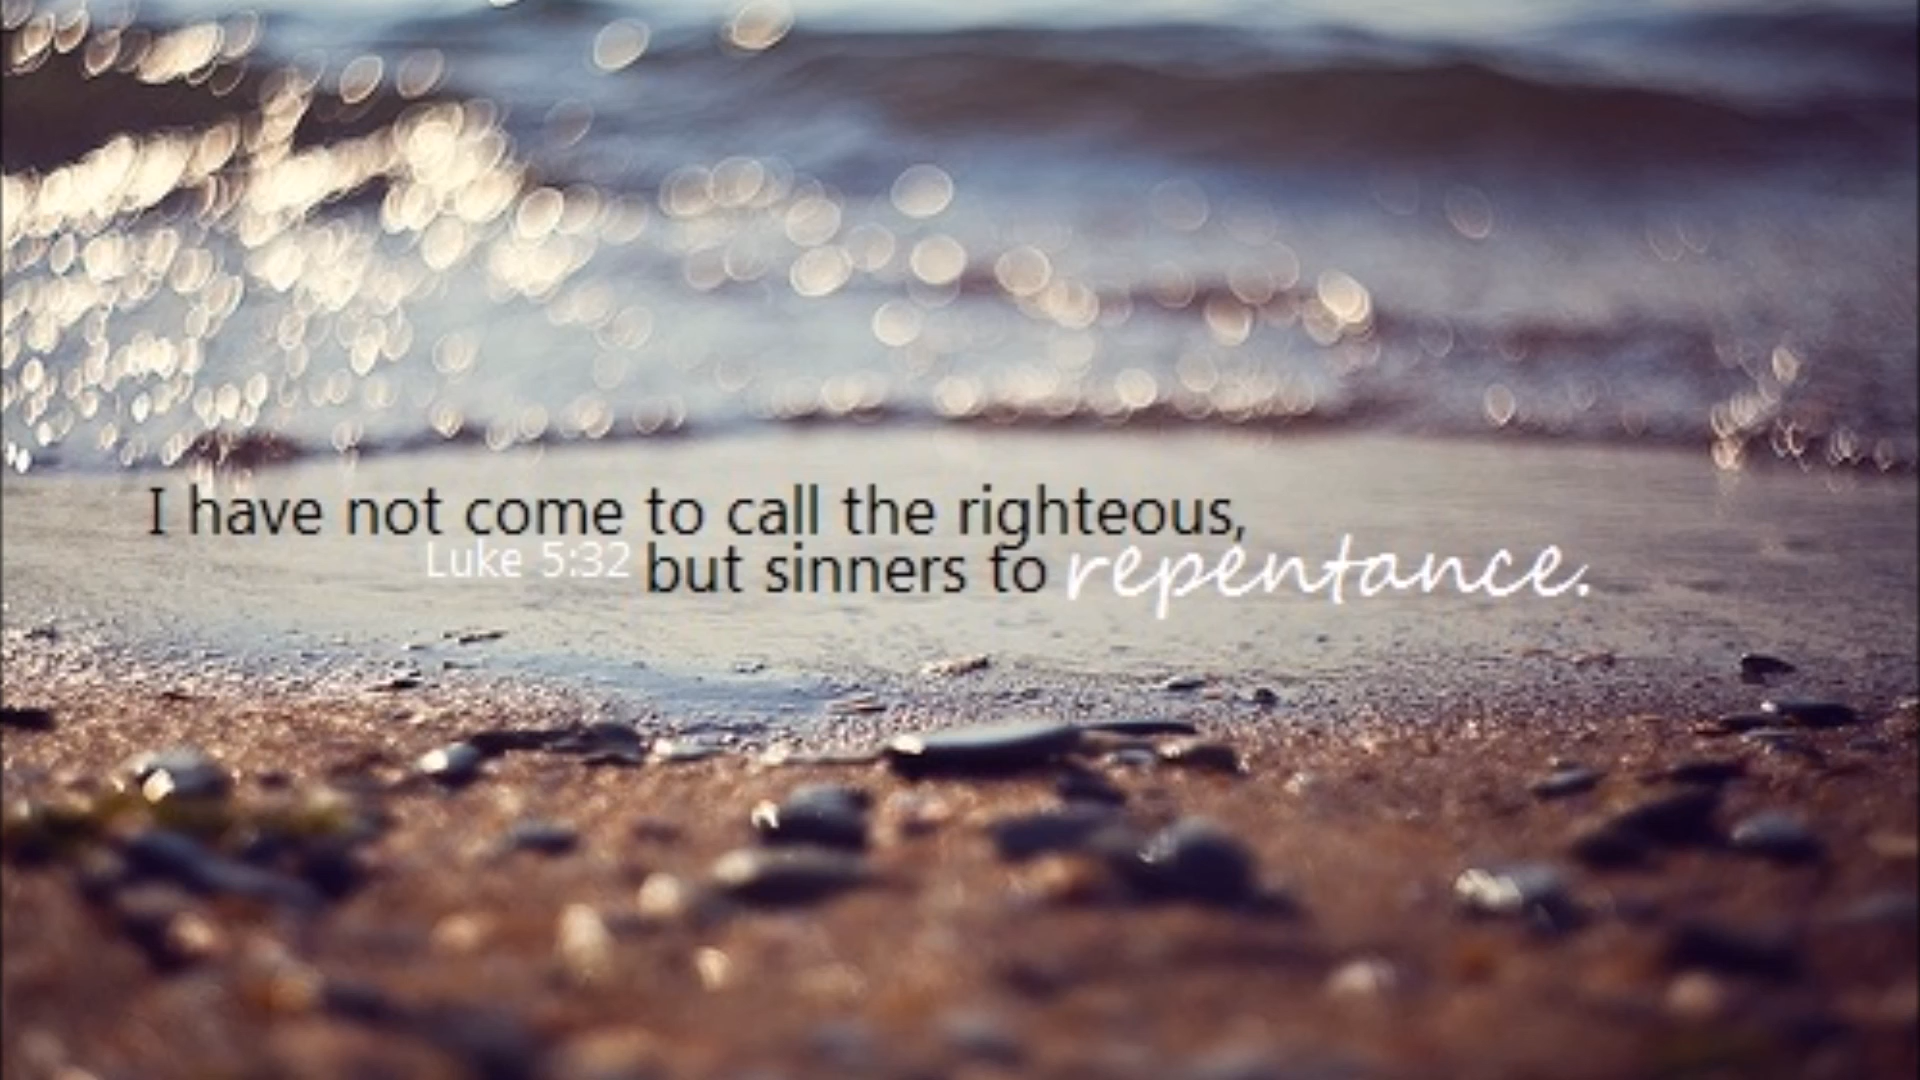 I have not come to call the righteous,
Luke 5:32 but sinners to repentance.